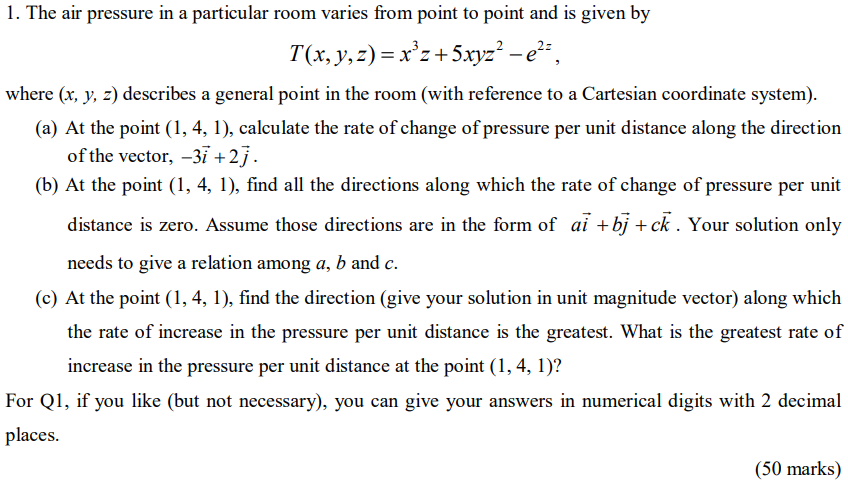 1. The air pressure in a particular room varies from point to point and is given by
T(x, y, z) = x³z + 5xyz² − e²ᶻ,
where (x, y, z) describes a general point in the room (with reference to a Cartesian coordinate system).
(a) At the point (1, 4, 1), calculate the rate of change of pressure per unit distance along the direction
of the vector, −3i⃗ + 2j⃗.
(b) At the point (1, 4, 1), find all the directions along which the rate of change of pressure per unit
distance is zero. Assume those directions are in the form of ai⃗ + bj⃗ + ck⃗. Your solution only
needs to give a relation among a, b and c.
(c) At the point (1, 4, 1), find the direction (give your solution in unit magnitude vector) along which
the rate of increase in the pressure per unit distance is the greatest. What is the greatest rate of
increase in the pressure per unit distance at the point (1, 4, 1)?
For Q1, if you like (but not necessary), you can give your answers in numerical digits with 2 decimal
places.
(50 marks)